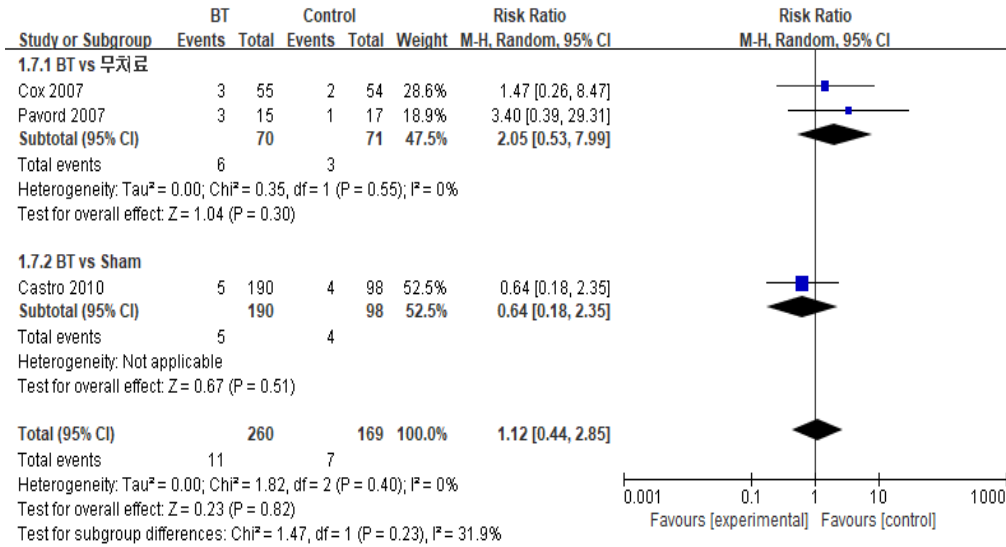 BT Control Risk Ratio Risk Ratio
Study or Subgroup Events Total Events Total Weight M-H, Random, 95% CI M-H, Random, 95% CI
1.7.1 BT vs 무치료
Cox 2007 3 55 2 54 28.6% 1.47 [0.26, 8.47]
Pavord 2007 3 15 1 17 18.9% 3.40 [0.39, 29.31]
Subtotal (95% CI) 70 71 47.5% 2.05 [0.53, 7.99]
Total events 6 3
Heterogeneity: Tau² = 0.00; Chi² = 0.35, df = 1 (P = 0.55); I² = 0%
Test for overall effect: Z = 1.04 (P = 0.30)
1.7.2 BT vs Sham
Castro 2010 5 190 4 98 52.5% 0.64 [0.18, 2.35]
Subtotal (95% CI) 190 98 52.5% 0.64 [0.18, 2.35]
Total events 5 4
Heterogeneity: Not applicable
Test for overall effect: Z = 0.67 (P = 0.51)
Total (95% CI) 260 169 100.0% 1.12 [0.44, 2.85]
Total events 11 7
Heterogeneity: Tau² = 0.00; Chi² = 1.82, df = 2 (P = 0.40); I² = 0%
Test for overall effect: Z = 0.23 (P = 0.82)
Test for subgroup differences: Chi² = 1.47, df = 1 (P = 0.23), I² = 31.9%
0.001 0.1 1 10 1000
Favours [experimental] Favours [control]